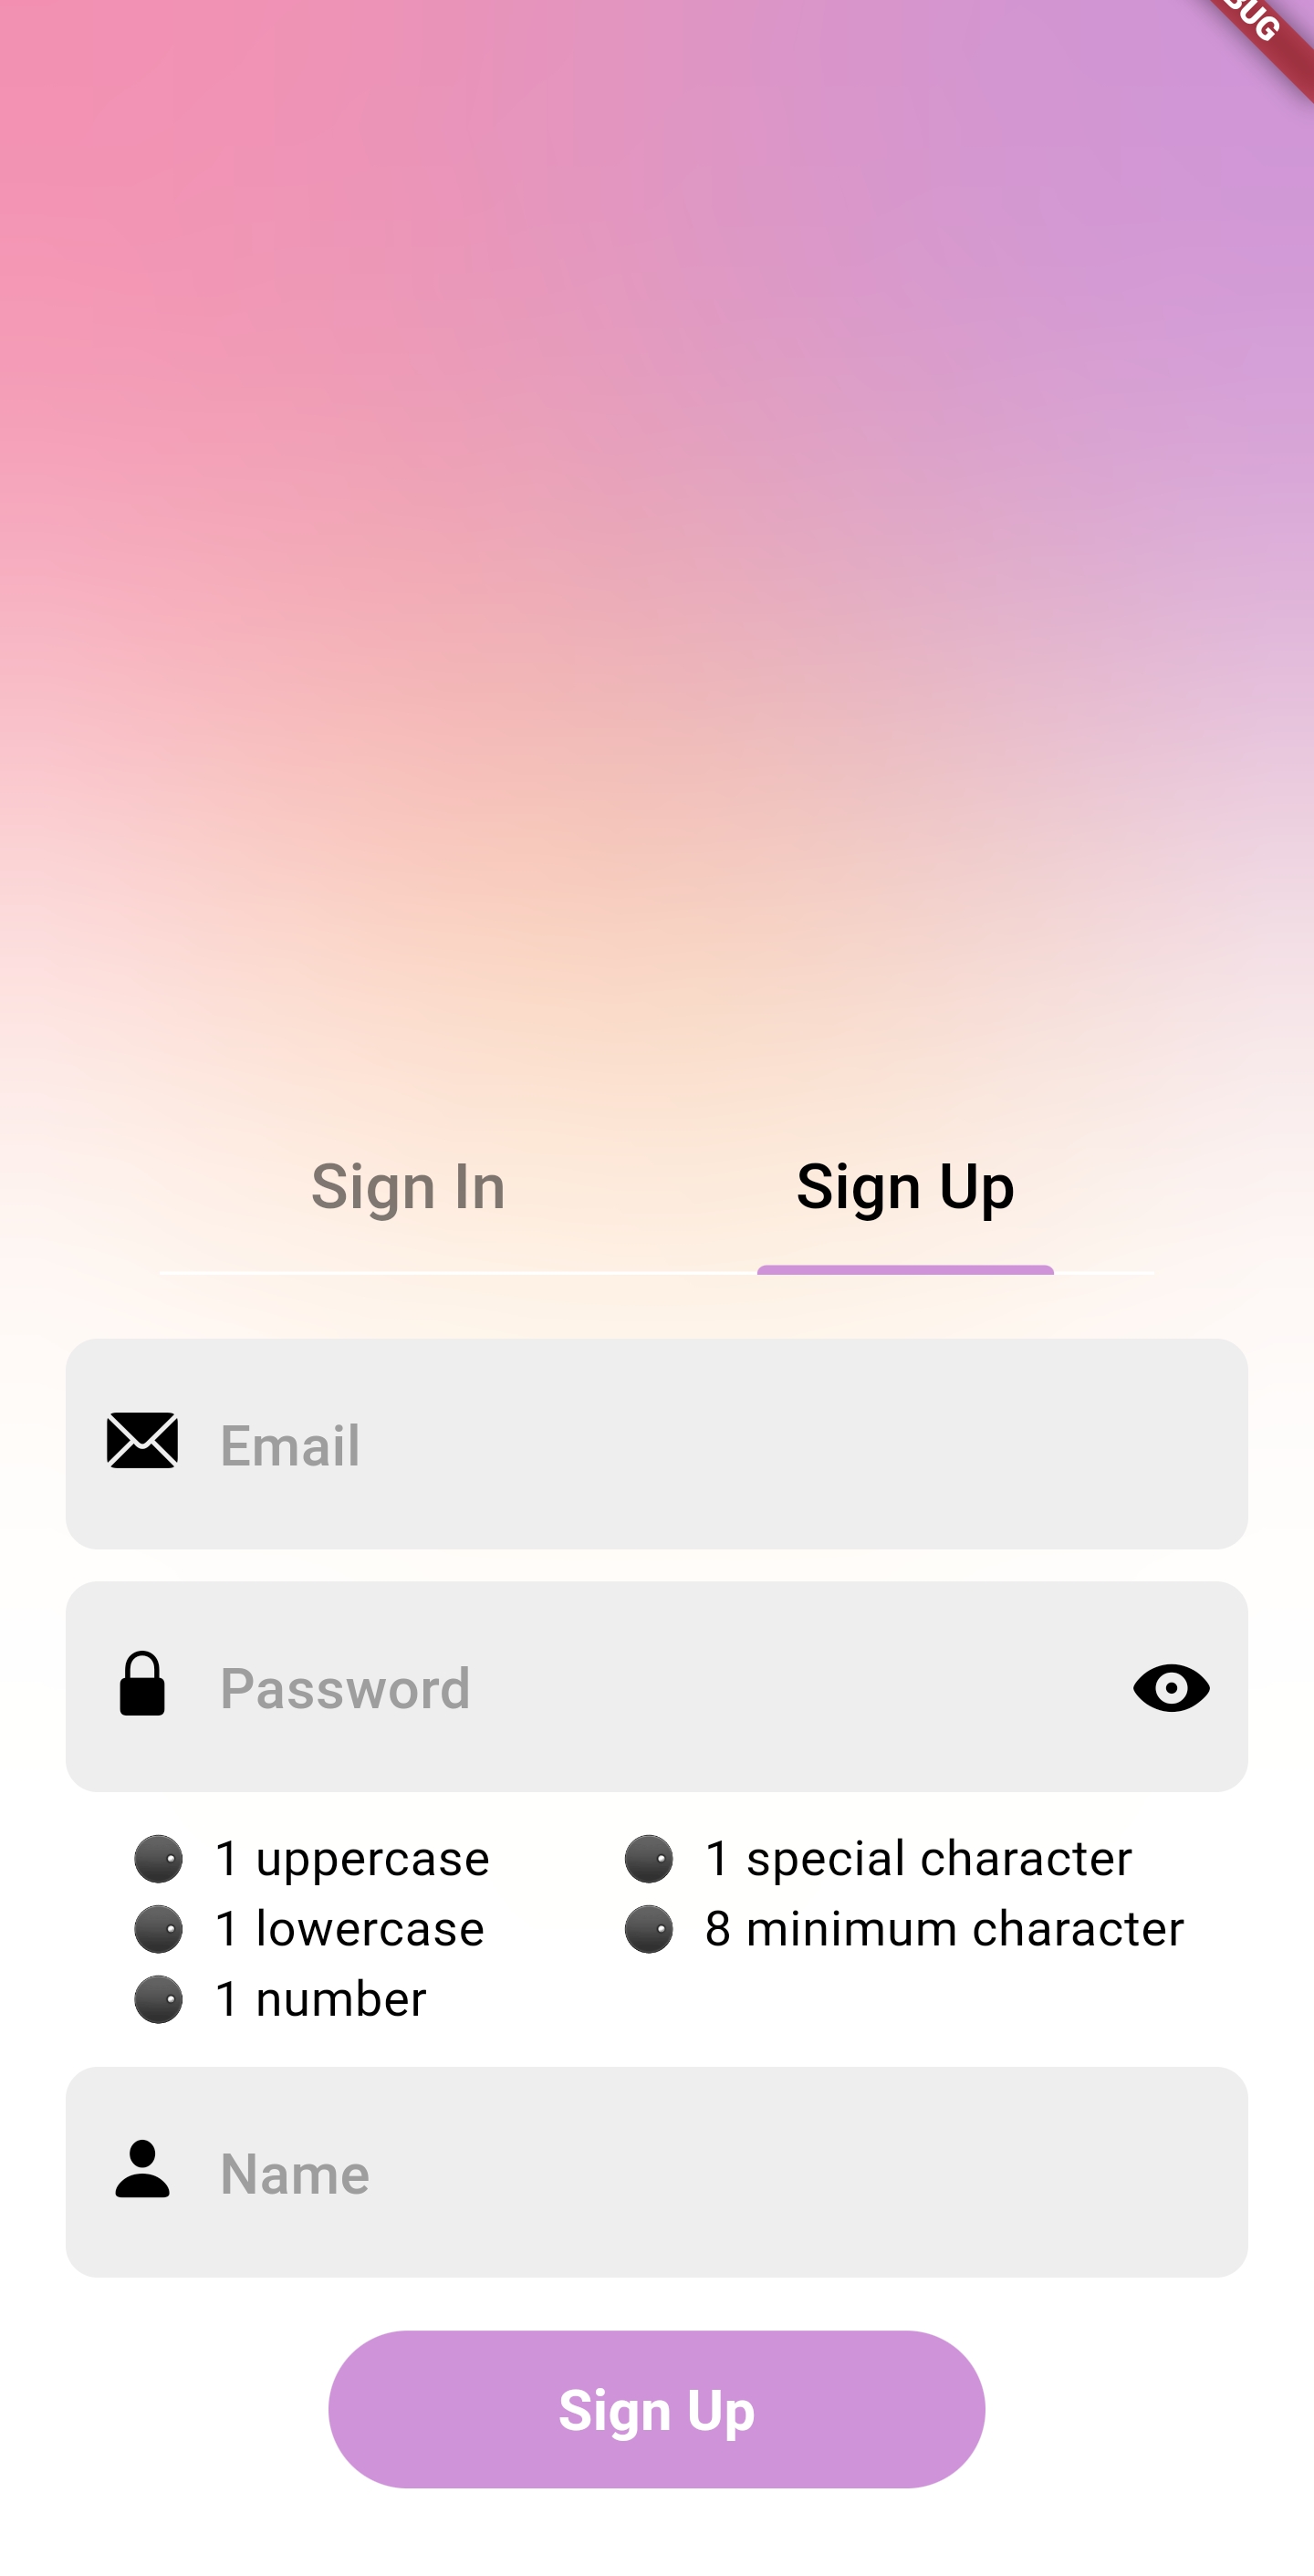 BUG
Sign In Sign Up
Email
Password
1 uppercase 1 special character
1 lowercase 8 minimum character
1 number
Name
Sign Up